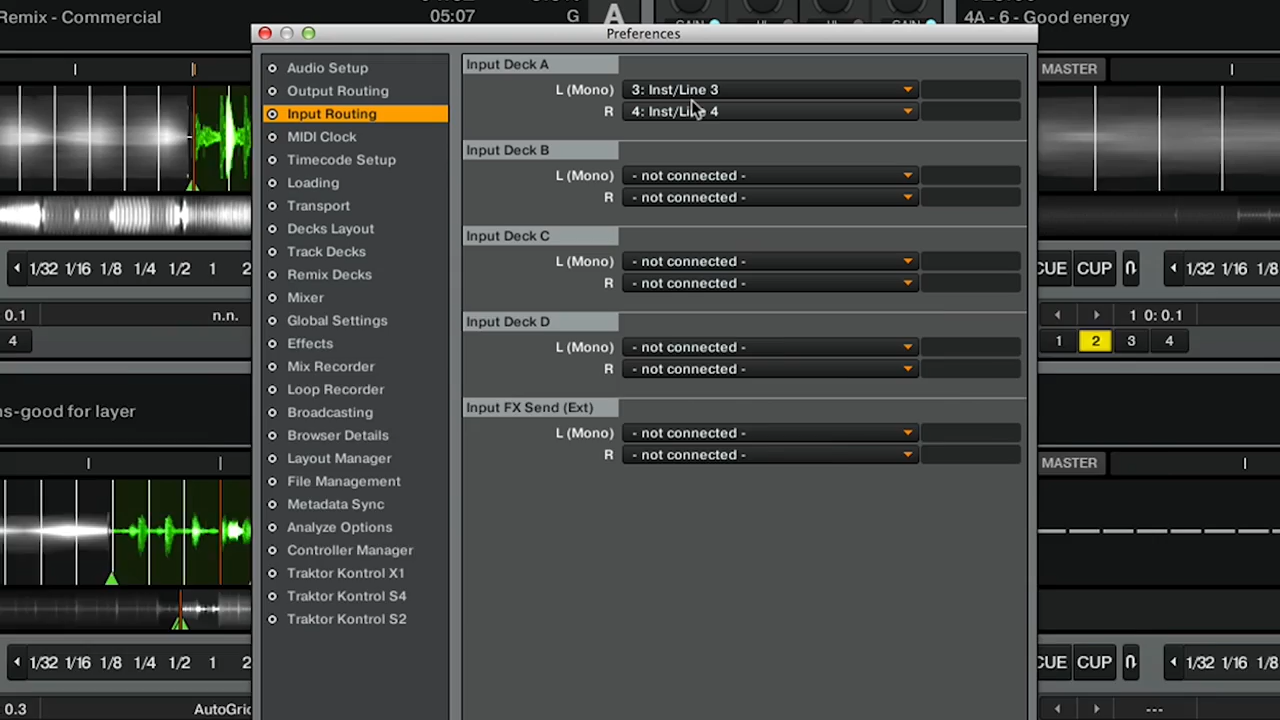 Remix - Commercial
05:07
G
A
4A - 6 - Good energy
Preferences
Audio Setup
Output Routing
Input Routing
MIDI Clock
Timecode Setup
Loading
Transport
Decks Layout
Track Decks
Remix Decks
Mixer
Global Settings
Effects
Mix Recorder
Loop Recorder
Broadcasting
Browser Details
Layout Manager
File Management
Metadata Sync
Analyze Options
Controller Manager
Traktor Kontrol X1
Traktor Kontrol S4
Traktor Kontrol S2
Input Deck A
L (Mono) 3: Inst/Line 3
R 4: Inst/Line 4
Input Deck B
L (Mono) - not connected -
R - not connected -
Input Deck C
L (Mono) - not connected -
R - not connected -
Input Deck D
L (Mono) - not connected -
R - not connected -
Input FX Send (Ext)
L (Mono) - not connected -
R - not connected -
1/32 1/16 1/8 1/4 1/2 1 2
0.1 n.n.
4
ns-good for layer
1/32 1/16 1/8 1/4 1/2 1 2
0.3 AutoGric
MASTER
CUE CUP 1/32 1/16 1/8
1 0: 0.1
1 2 3 4
MASTER
CUE CUP 1/32 1/16 1/8
---